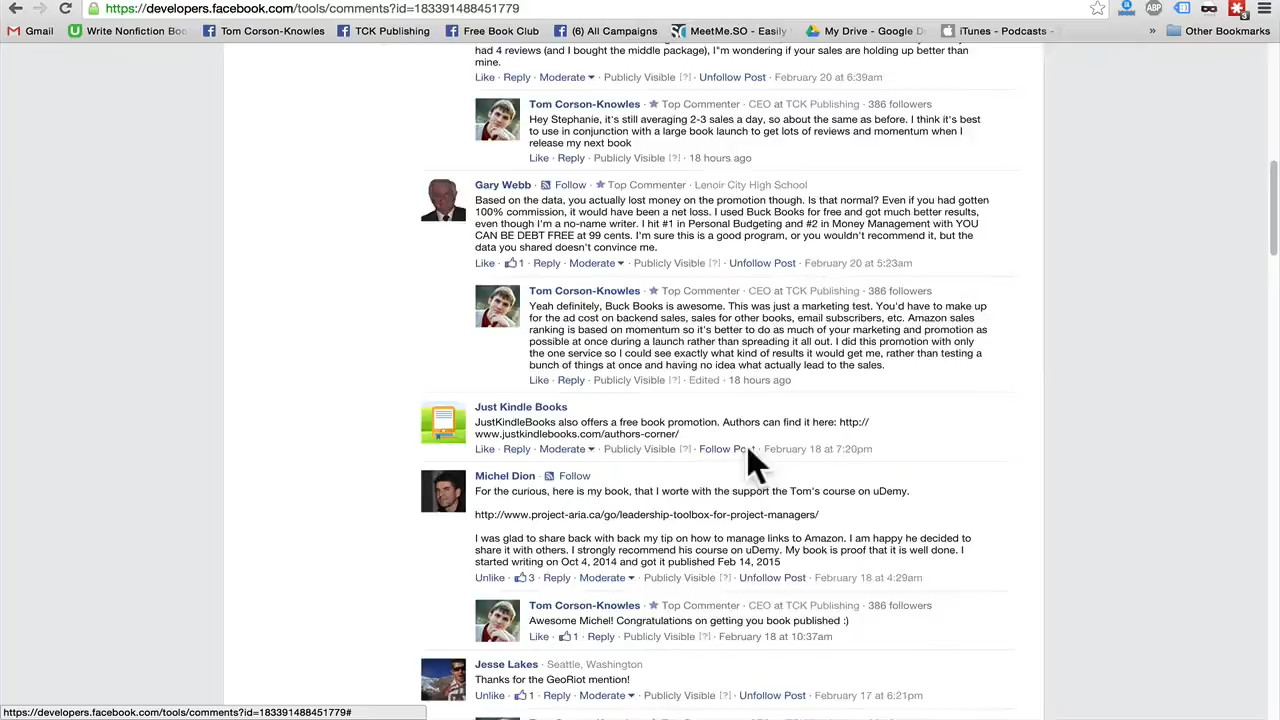 https://developers.facebook.com/tools/comments?id=183391488451779
Gmail Write Nonfiction Bo Tom Corson-Knowles TCK Publishing Free Book Club (6) All Campaigns MeetMe.SO - Easily My Drive - Google D iTunes - Podcasts » Other Bookmarks
had 4 reviews (and I bought the middle package), I"m wondering if your sales are holding up better than
mine.
Like · Reply · Moderate · Publicly Visible [?] · Unfollow Post · February 20 at 6:39am
Tom Corson-Knowles · Top Commenter · CEO at TCK Publishing · 386 followers
Hey Stephanie, it's still averaging 2-3 sales a day, so about the same as before. I think it's best
to use in conjunction with a large book launch to get lots of reviews and momentum when I
release my next book
Like · Reply · Publicly Visible [?] · 18 hours ago
Gary Webb · Follow · Top Commenter · Lenoir City High School
Based on the data, you actually lost money on the promotion though. Is that normal? Even if you had gotten
100% commission, it would have been a net loss. I used Buck Books for free and got much better results,
even though I'm a no-name writer. I hit #1 in Personal Budgeting and #2 in Money Management with YOU
CAN BE DEBT FREE at 99 cents. I'm sure this is a good program, or you wouldn't recommend it, but the
data you shared doesn't convince me.
Like · 1 · Reply · Moderate · Publicly Visible [?] · Unfollow Post · February 20 at 5:23am
Tom Corson-Knowles · Top Commenter · CEO at TCK Publishing · 386 followers
Yeah definitely, Buck Books is awesome. This was just a marketing test. You'd have to make up
for the ad cost on backend sales, sales for other books, email subscribers, etc. Amazon sales
ranking is based on momentum so it's better to do as much of your marketing and promotion as
possible at once during a launch rather than spreading it all out. I did this promotion with only
the one service so I could see exactly what kind of results it would get me, rather than testing a
bunch of things at once and having no idea what actually lead to the sales.
Like · Reply · Publicly Visible [?] · Edited · 18 hours ago
Just Kindle Books
JustKindleBooks also offers a free book promotion. Authors can find it here: http://
www.justkindlebooks.com/authors-corner/
Like · Reply · Moderate · Publicly Visible [?] · Follow Post · February 18 at 7:20pm
Michel Dion · Follow
For the curious, here is my book, that I worte with the support the Tom's course on uDemy.
http://www.project-aria.ca/go/leadership-toolbox-for-project-managers/
I was glad to share back with back my tip on how to manage links to Amazon. I am happy he decided to
share it with others. I strongly recommend his course on uDemy. My book is proof that it is well done. I
started writing on Oct 4, 2014 and got it published Feb 14, 2015
Unlike · 3 · Reply · Moderate · Publicly Visible [?] · Unfollow Post · February 18 at 4:29am
Tom Corson-Knowles · Top Commenter · CEO at TCK Publishing · 386 followers
Awesome Michel! Congratulations on getting you book published :)
Like · 1 · Reply · Publicly Visible [?] · February 18 at 10:37am
Jesse Lakes · Seattle, Washington
Thanks for the GeoRiot mention!
Unlike · 1 · Reply · Moderate · Publicly Visible [?] · Unfollow Post · February 17 at 6:21pm
https://developers.facebook.com/tools/comments?id=183391488451779#